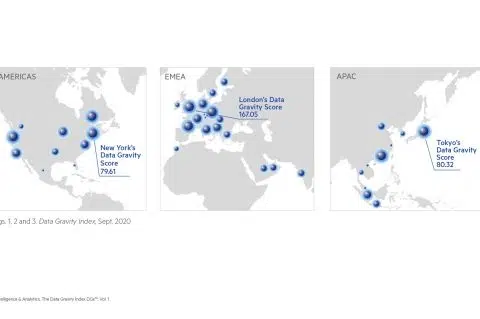 AMERICAS
New York's
Data Gravity
Score
79.61
EMEA
London's Data
Gravity Score
167.05
APAC
Tokyo's
Data Gravity
Score
80.32
gs. 1, 2 and 3. Data Gravity Index, Sept. 2020
elligence & Analytics, The Data Gravity Index DGx™, Vol 1